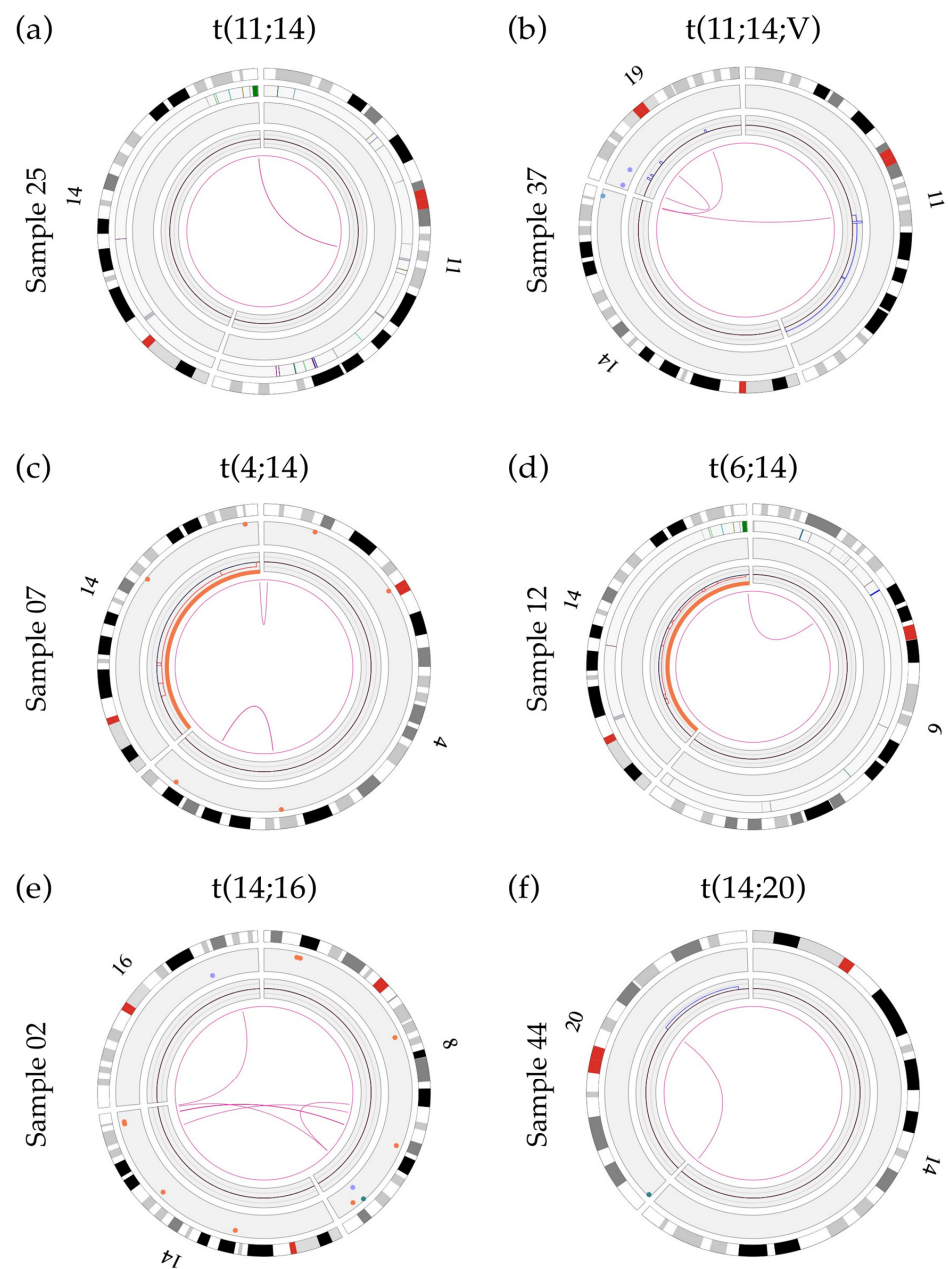 (a) t(11;14)
(b) t(11;14;V)
Sample 25
14
11
Sample 37
19
11
14
(c) t(4;14)
(d) t(6;14)
Sample 07
14
4
Sample 12
14
6
(e) t(14;16)
(f) t(14;20)
Sample 02
16
8
14
Sample 44
20
14